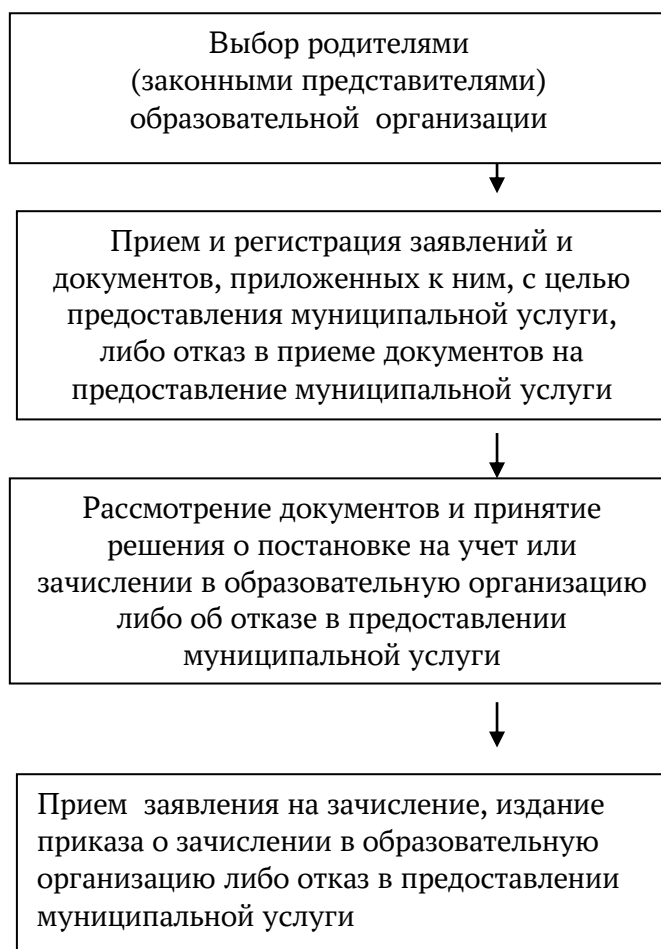 Выбор родителями
(законными представителями)
образовательной организации
Прием и регистрация заявлений и
документов, приложенных к ним, с целью
предоставления муниципальной услуги,
либо отказ в приеме документов на
предоставление муниципальной услуги
Рассмотрение документов и принятие
решения о постановке на учет или
зачислении в образовательную организацию
либо об отказе в предоставлении
муниципальной услуги
Прием заявления на зачисление, издание
приказа о зачислении в образовательную
организацию либо отказ в предоставлении
муниципальной услуги